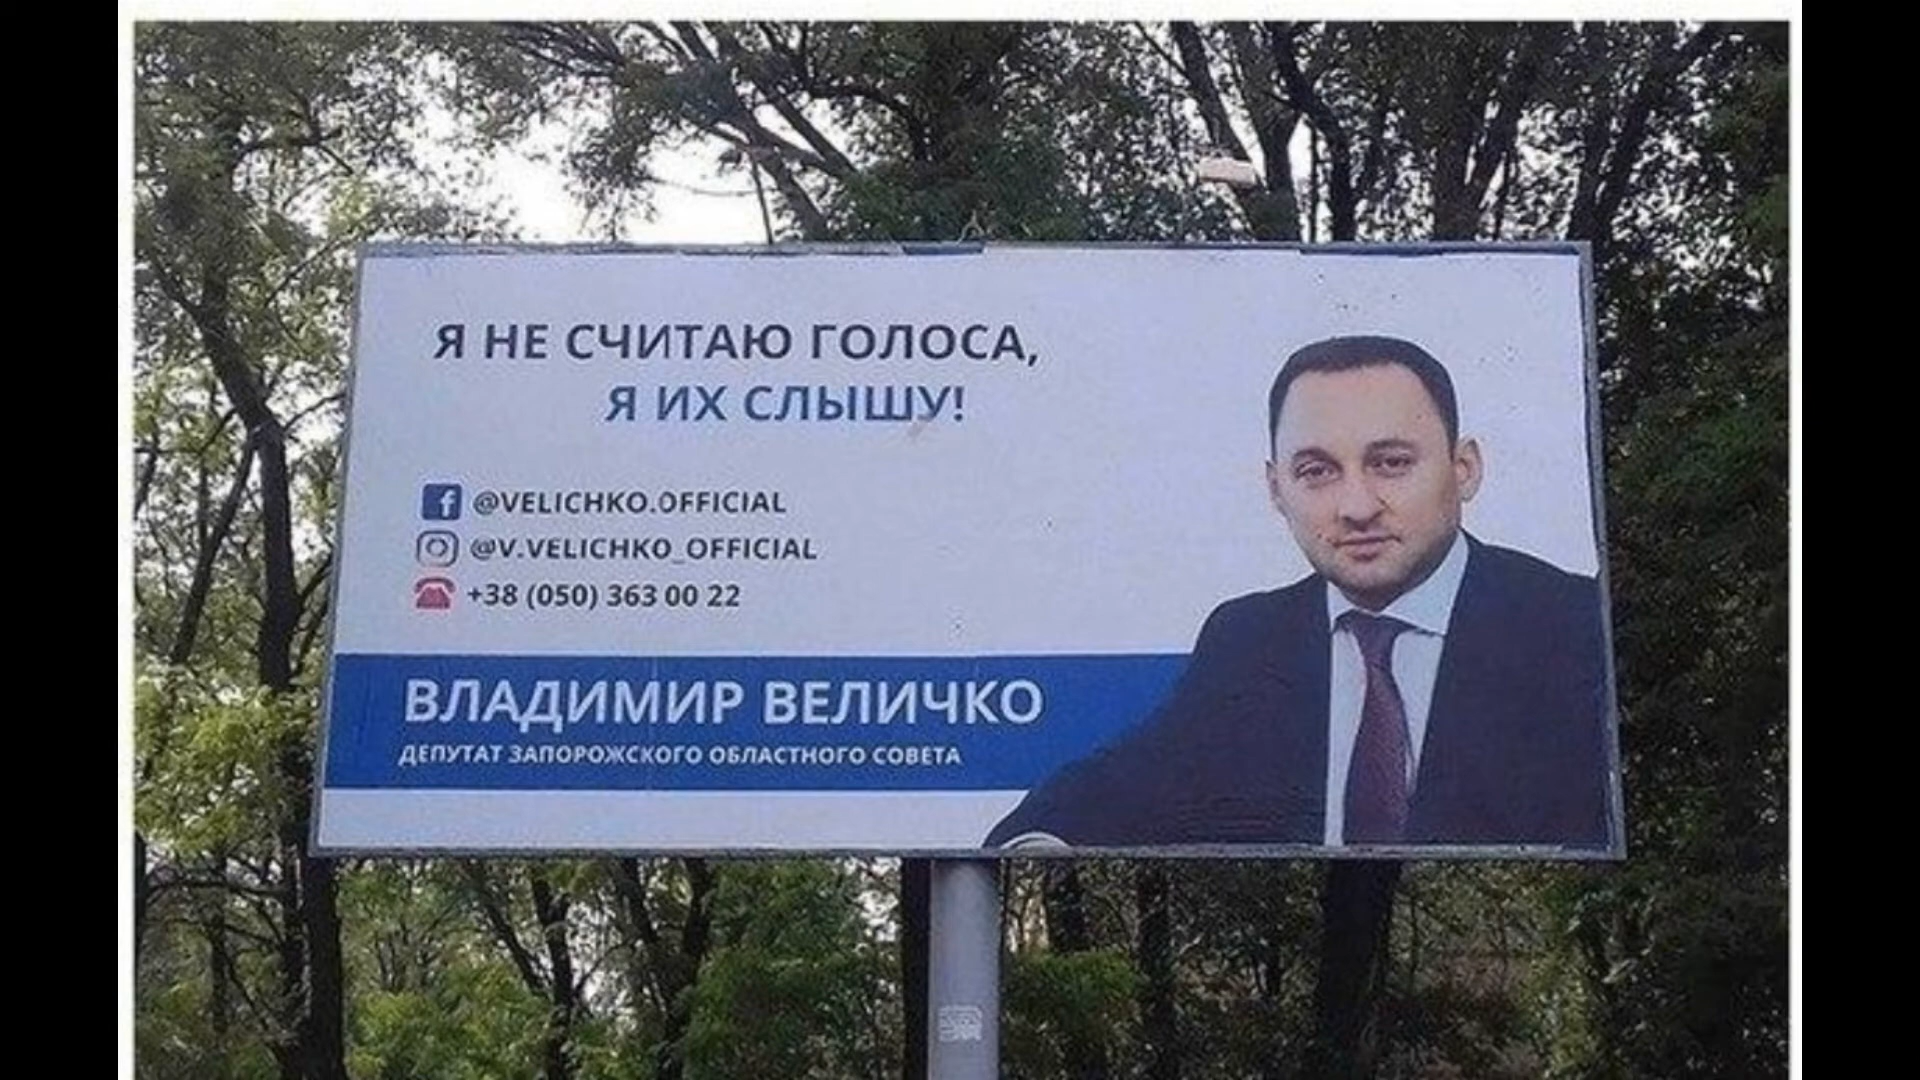 Я НЕ СЧИТАЮ ГОЛОСА,
Я ИХ СЛЫШУ!
@VELICHKO.OFFICIAL
@V.VELICHKO_OFFICIAL
+38 (050) 363 00 22
ВЛАДИМИР ВЕЛИЧКО
ДЕПУТАТ ЗАПОРОЖСКОГО ОБЛАСТНОГО СОВЕТА